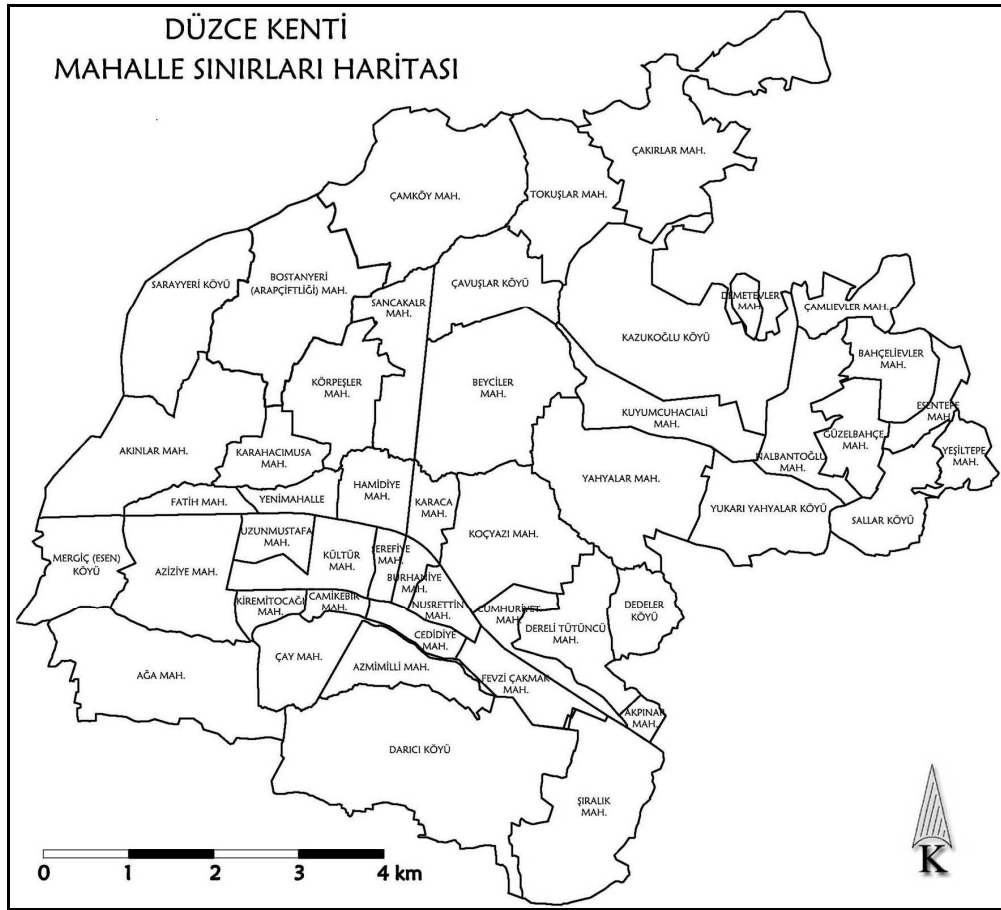 DÜZCE KENTİ
MAHALLE SINIRLARI HARİTASI
ÇAKIRLAR MAH.
ÇAMKÖY MAH.
TOKUŞLAR MAH.
SARAYYERİ KÖYÜ
BOSTANYERİ
(ARAPÇİFTLİĞİ) MAH.
SANCAKALR
MAH.
ÇAVUŞLAR KÖYÜ
DEMETEVLER
MAH.
ÇAMLIEVLER MAH.
KAZUKOĞLU KÖYÜ
BAHÇELİEVLER
MAH.
KÖRPEŞLER
MAH.
BEYCİLER
MAH.
KUYUMCUHACIALİ
MAH.
ESENTEPE
MAH.
GÜZELBAHÇE
MAH.
YEŞİLTEPE
MAH.
AKINLAR MAH.
KARAHACIMUSA
MAH.
NALBANTOĞLU
MAH.
YAHYALAR MAH.
HAMİDİYE
MAH.
KARACA
MAH.
FATİH MAH.
YENİMAHALLE
YUKARI YAHYALAR KÖYÜ
SALLAR KÖYÜ
KOÇYAZI MAH.
UZUNMUSTAFA
MAH.
KÜLTÜR
MAH.
ŞEREFİYE
MAH.
MERGİÇ (ESEN)
KÖYÜ
AZİZİYE MAH.
BURHANİYE
MAH.
KİREMİTOCAĞI
MAH.
CAMİKEBİR
MAH.
NUSRETTİN
MAH.
CUMHURİYET
MAH.
DEDELER
KÖYÜ
DERELİ TÜTÜNCÜ
MAH.
CEDİDİYE
MAH.
ÇAY MAH.
AZMİMİLLİ MAH.
AĞA MAH.
FEVZİ ÇAKMAK
MAH.
AKPINAR
MAH.
DARICI KÖYÜ
ŞIRALIK
MAH.
0 1 2 3 4 km
K